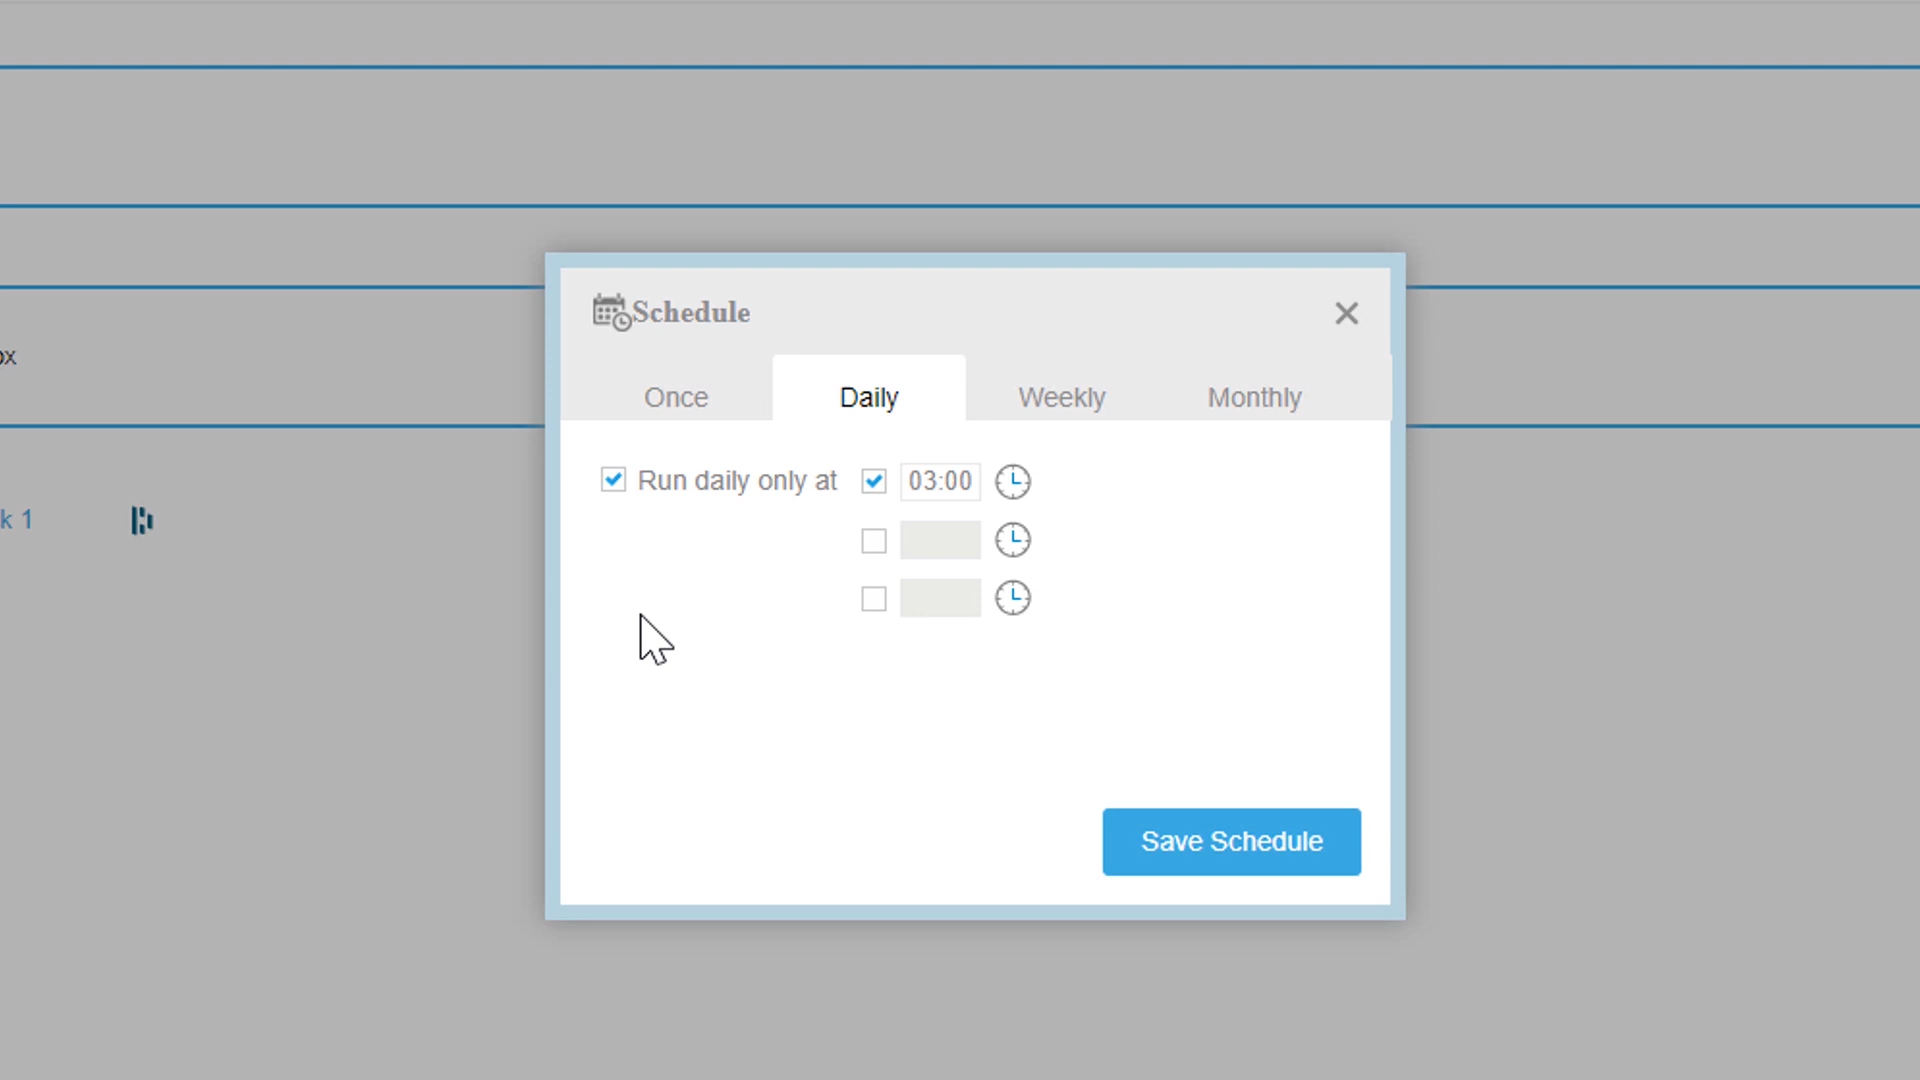 Schedule
Once Daily Weekly Monthly
ox
Run daily only at 03:00
k 1
Save Schedule